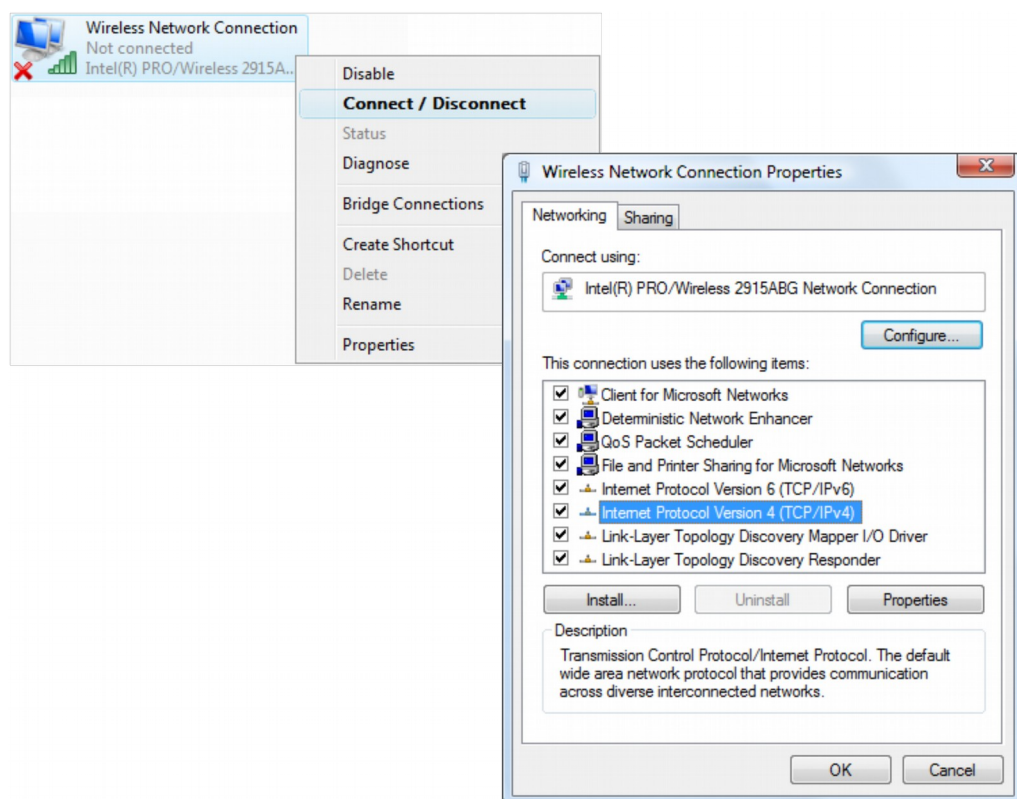 Wireless Network Connection
Not connected
Intel(R) PRO/Wireless 2915A...
Disable
Connect / Disconnect
Status
Diagnose
Bridge Connections
Create Shortcut
Delete
Rename
Properties
Wireless Network Connection Properties
Networking
Sharing
Connect using:
Intel(R) PRO/Wireless 2915ABG Network Connection
Configure...
This connection uses the following items:
Client for Microsoft Networks
Deterministic Network Enhancer
QoS Packet Scheduler
File and Printer Sharing for Microsoft Networks
Internet Protocol Version 6 (TCP/IPv6)
Internet Protocol Version 4 (TCP/IPv4)
Link-Layer Topology Discovery Mapper I/O Driver
Link-Layer Topology Discovery Responder
Install...
Uninstall
Properties
Description
Transmission Control Protocol/Internet Protocol. The default
wide area network protocol that provides communication
across diverse interconnected networks.
OK
Cancel